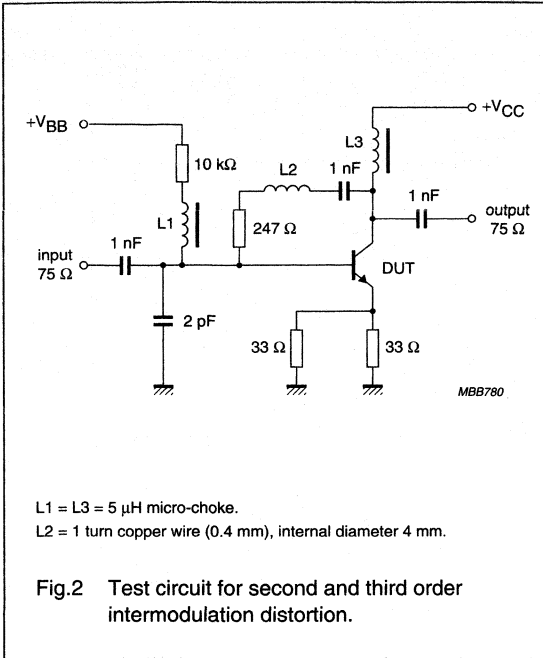 +VCC
+VBB
L3
L2
1 nF
10 kΩ
1 nF
output
75 Ω
L1
247 Ω
input
75 Ω
1 nF
DUT
2 pF
33 Ω
33 Ω
MBB780
L1 = L3 = 5 µH micro-choke.
L2 = 1 turn copper wire (0.4 mm), internal diameter 4 mm.
Fig.2 Test circuit for second and third order
intermodulation distortion.